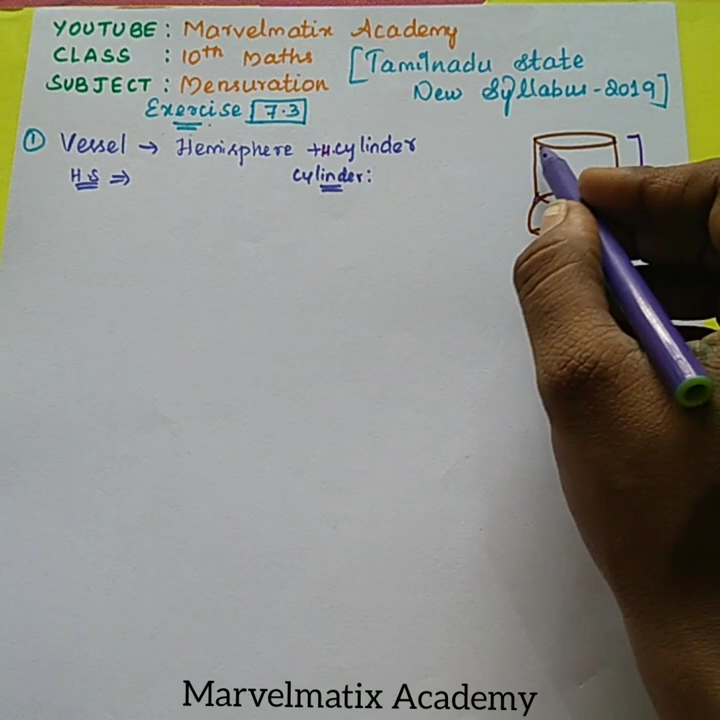 YOUTUBE: Marvelmatix Academy
CLASS : 10th Maths
SUBJECT: Mensuration
[Tamilnadu State
New Syllabus-2019]
Exercise 7.3
① Vessel → Hemisphere + H.cylinder
H.S ⇒ cylinder:
Marvelmatix Academy